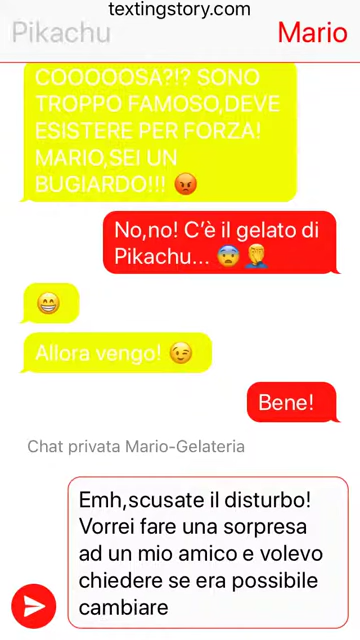 textingstory.com
Pikachu
Mario
COOOOOSA?!? SONO
TROPPO FAMOSO,DEVE
ESISTERE PER FORZA!
MARIO,SEI UN
BUGIARDO!!! 😡
No,no! C’è il gelato di
Pikachu... 😨🤦‍♂️
😁
Allora vengo! 😉
Bene!
Chat privata Mario-Gelateria
Emh,scusate il disturbo!
Vorrei fare una sorpresa
ad un mio amico e volevo
chiedere se era possibile
cambiare